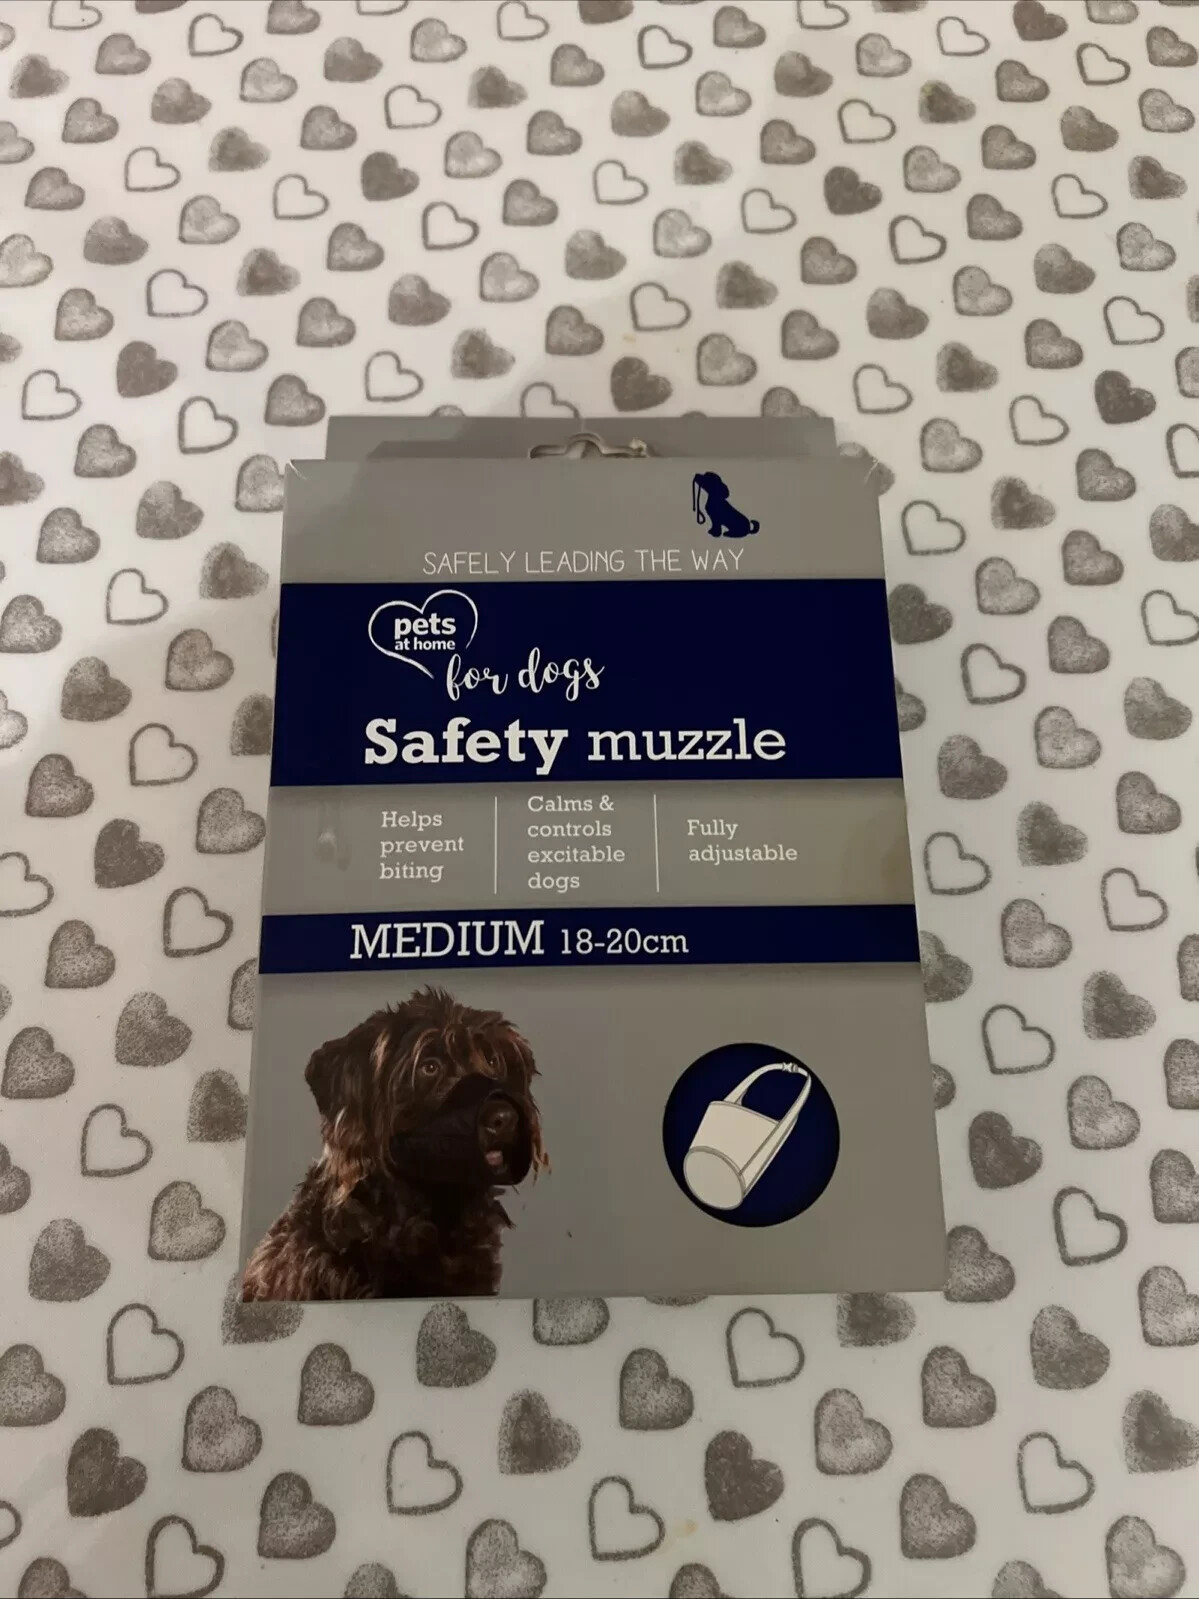 SAFELY LEADING THE WAY
pets
at home
for dogs
Safety muzzle
Helps
prevent
biting
Calms &
controls
excitable
dogs
Fully
adjustable
MEDIUM 18-20cm